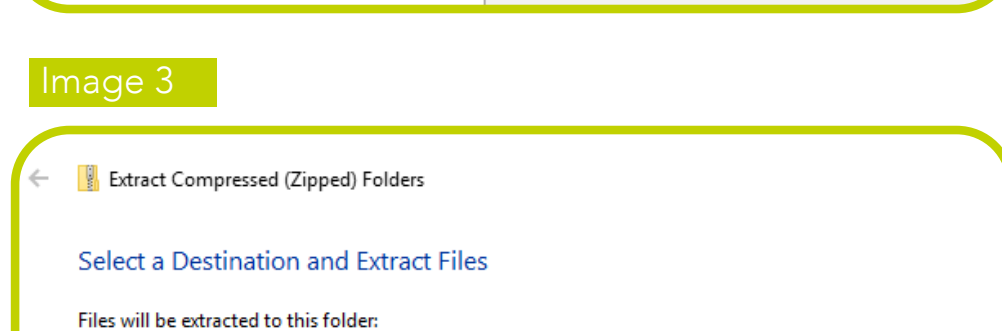 Image 3
Extract Compressed (Zipped) Folders
Select a Destination and Extract Files
Files will be extracted to this folder: